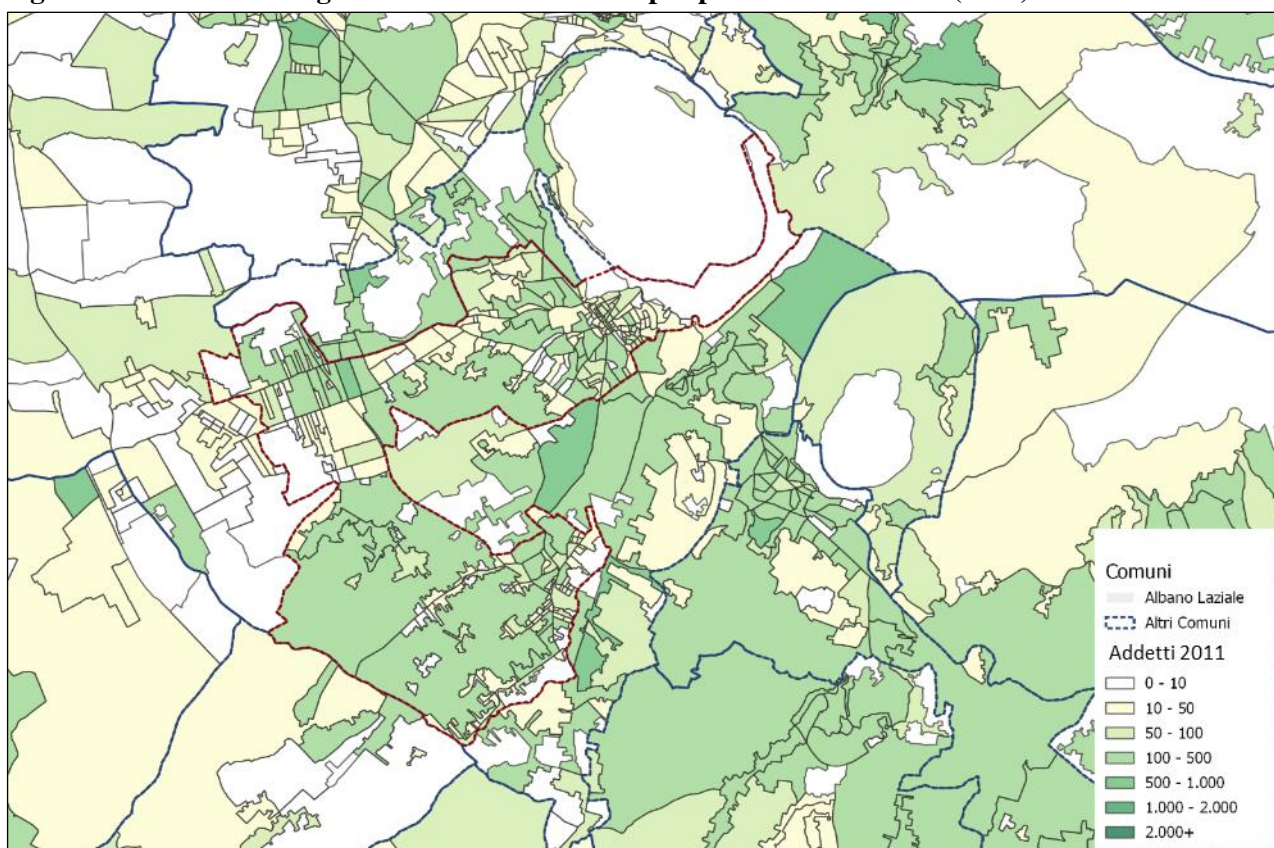 Comuni
Albano Laziale
Altri Comuni
Addetti 2011
0 - 10
10 - 50
50 - 100
100 - 500
500 - 1.000
1.000 - 2.000
2.000+